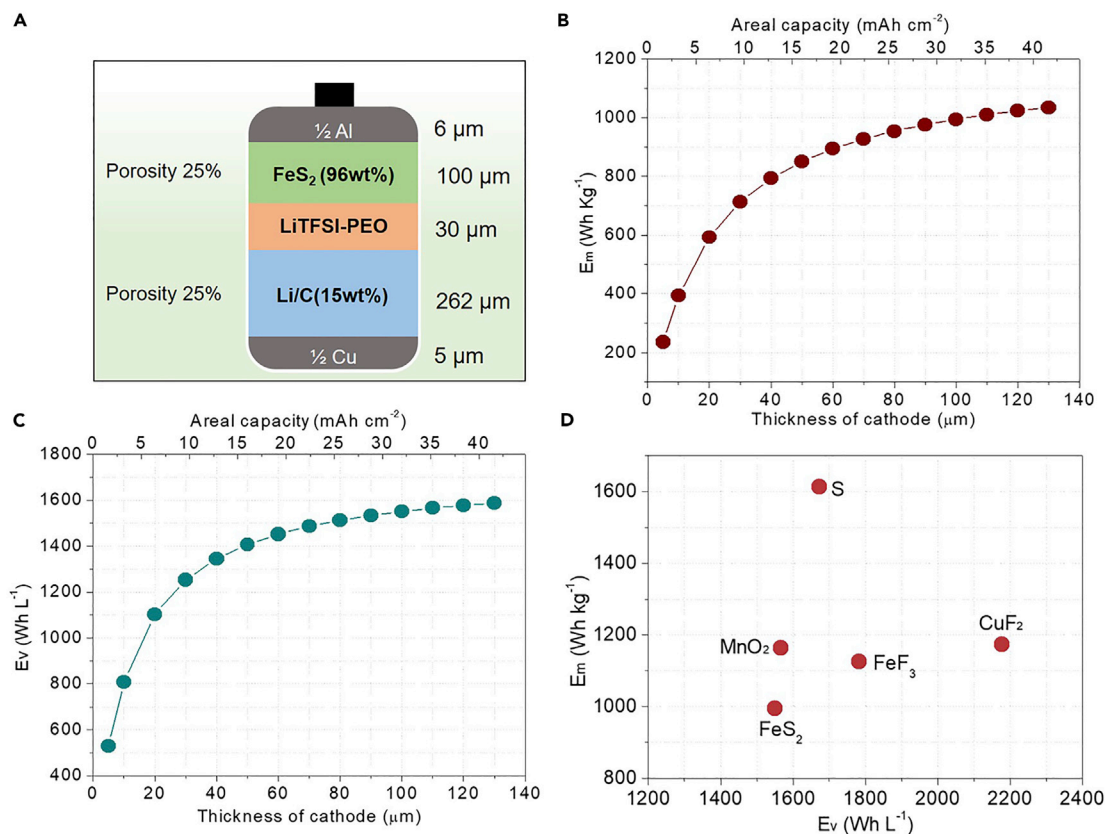 A
½ Al
6 μm
Porosity 25%
FeS₂ (96wt%)
100 μm
LiTFSI-PEO
30 μm
Porosity 25%
Li/C(15wt%)
262 μm
½ Cu
5 μm
B
Areal capacity (mAh cm⁻²)
0 5 10 15 20 25 30 35 40
1200
1000
800
600
400
200
Eₘ (Wh Kg⁻¹)
0 20 40 60 80 100 120 140
Thickness of cathode (μm)
C
Areal capacity (mAh cm⁻²)
0 5 10 15 20 25 30 35 40
1800
1600
1400
1200
1000
800
600
400
Eᵥ (Wh L⁻¹)
0 20 40 60 80 100 120 140
Thickness of cathode (μm)
D
1600
1400
1200
1000
800
Eₘ (Wh kg⁻¹)
S
MnO₂
CuF₂
FeF₃
FeS₂
1200 1400 1600 1800 2000 2200 2400
Eᵥ (Wh L⁻¹)